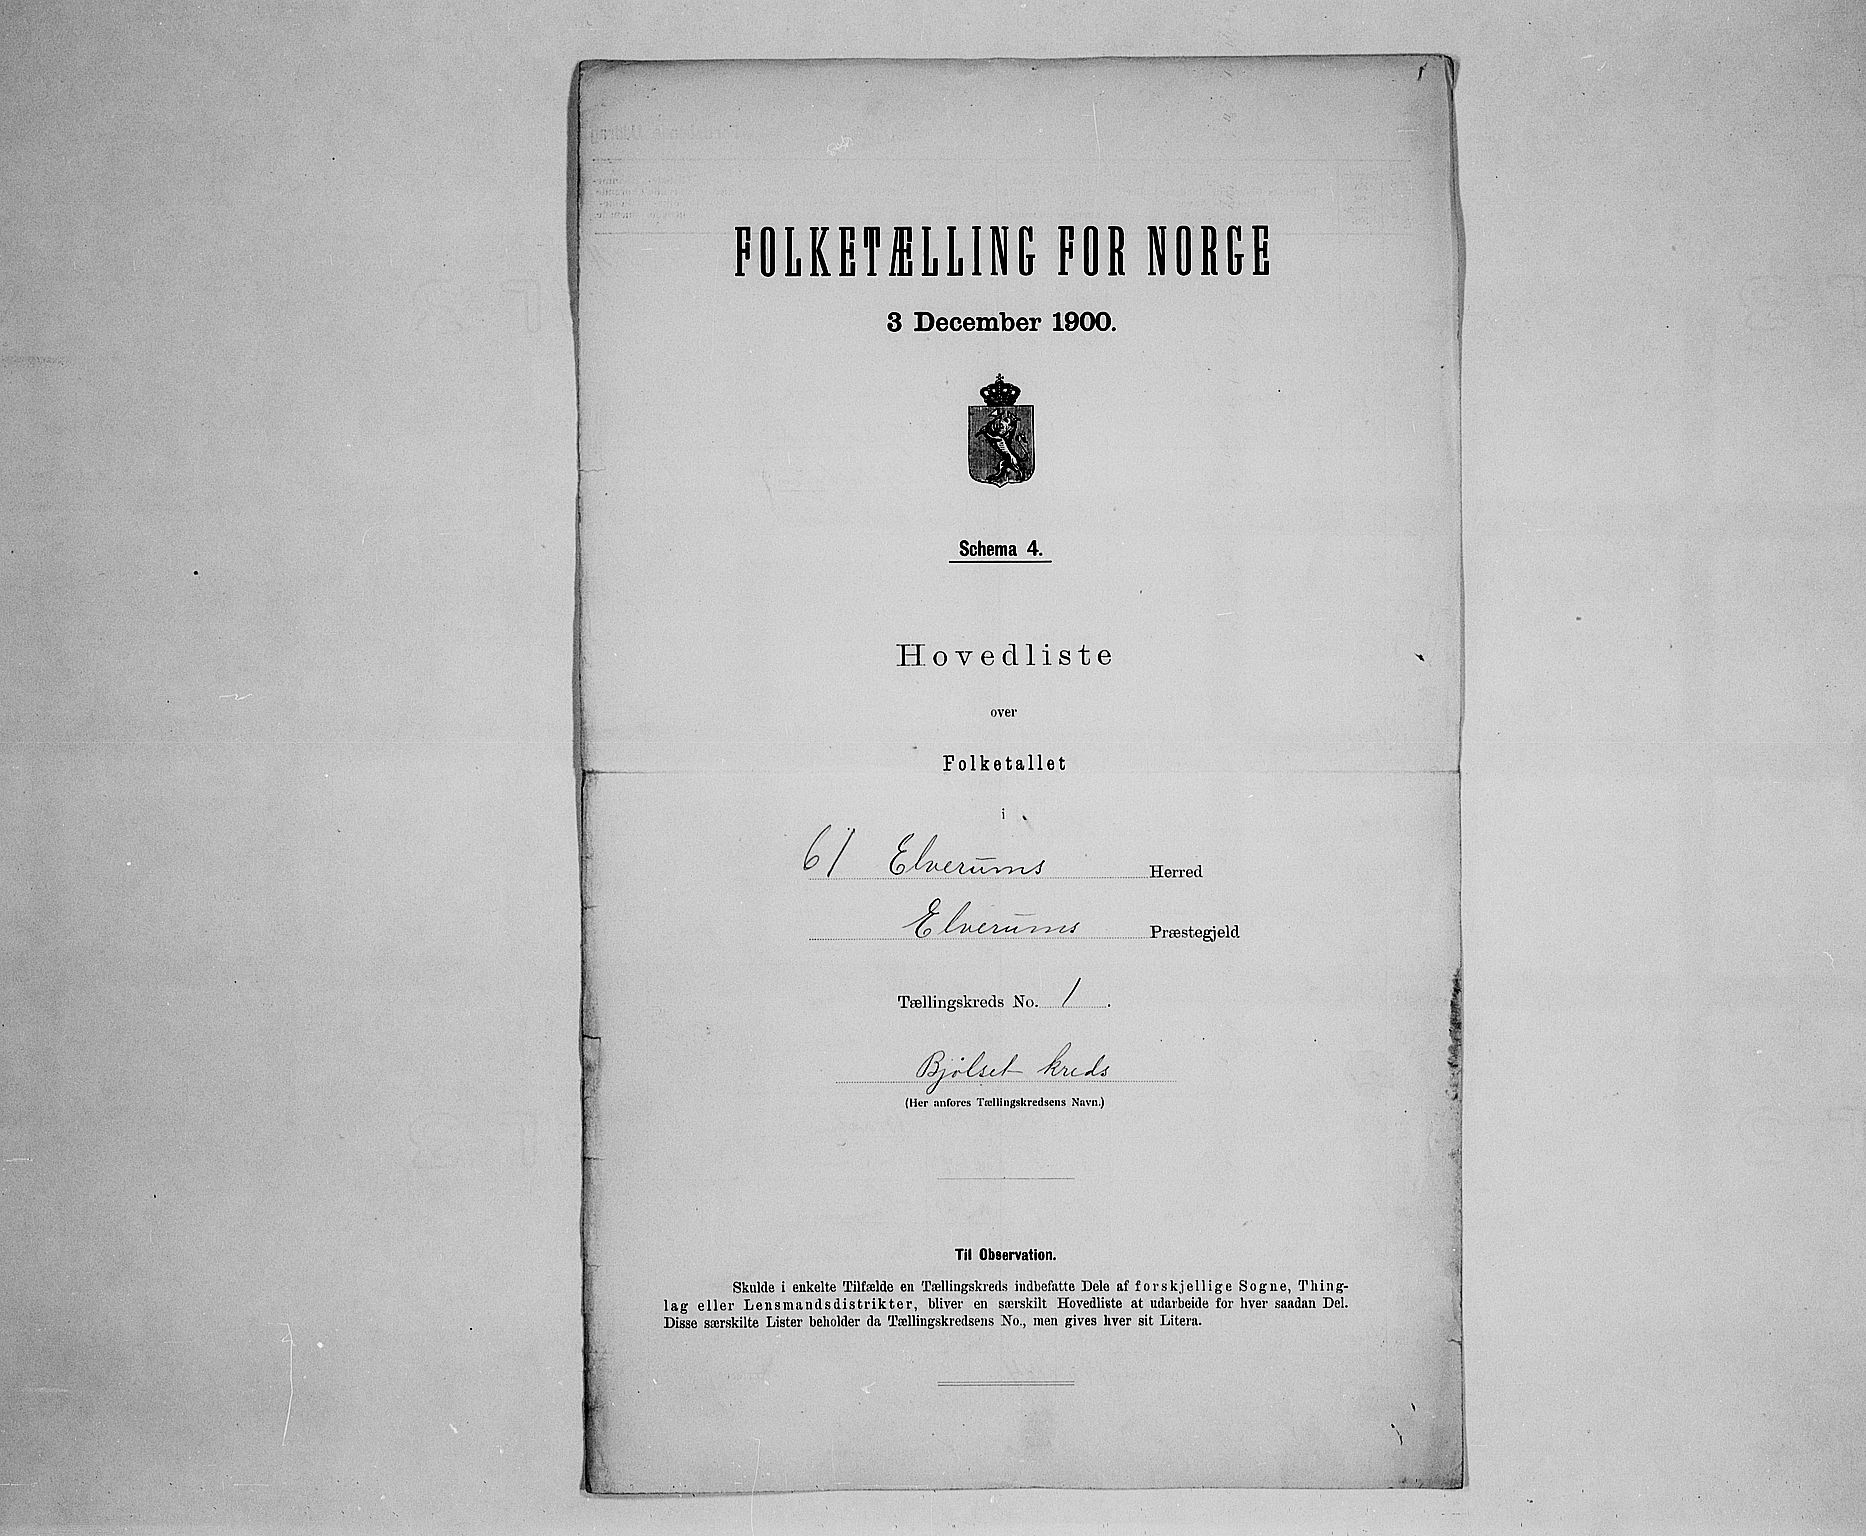 FOLKETÆLLING FOR NORGE
3 December 1900.
Schema 4.
Hovedliste
over
Folketallet
i
61 Elverums Herred
Elverums Præstegjeld
Tællingskreds No. 1.
Bjølset kreds
(Her anføres Tællingskredsens Navn.)
Til Observation.
Skulde i enkelte Tilfælde en Tællingskreds indbefatte Dele af forskjellige Sogne, Thing-
lag eller Lensmandsdistrikter, bliver en særskilt Hovedliste at udarbeide for hver saadan Del.
Disse særskilte Lister beholder da Tællingskredsens No., men gives hver sit Litera.